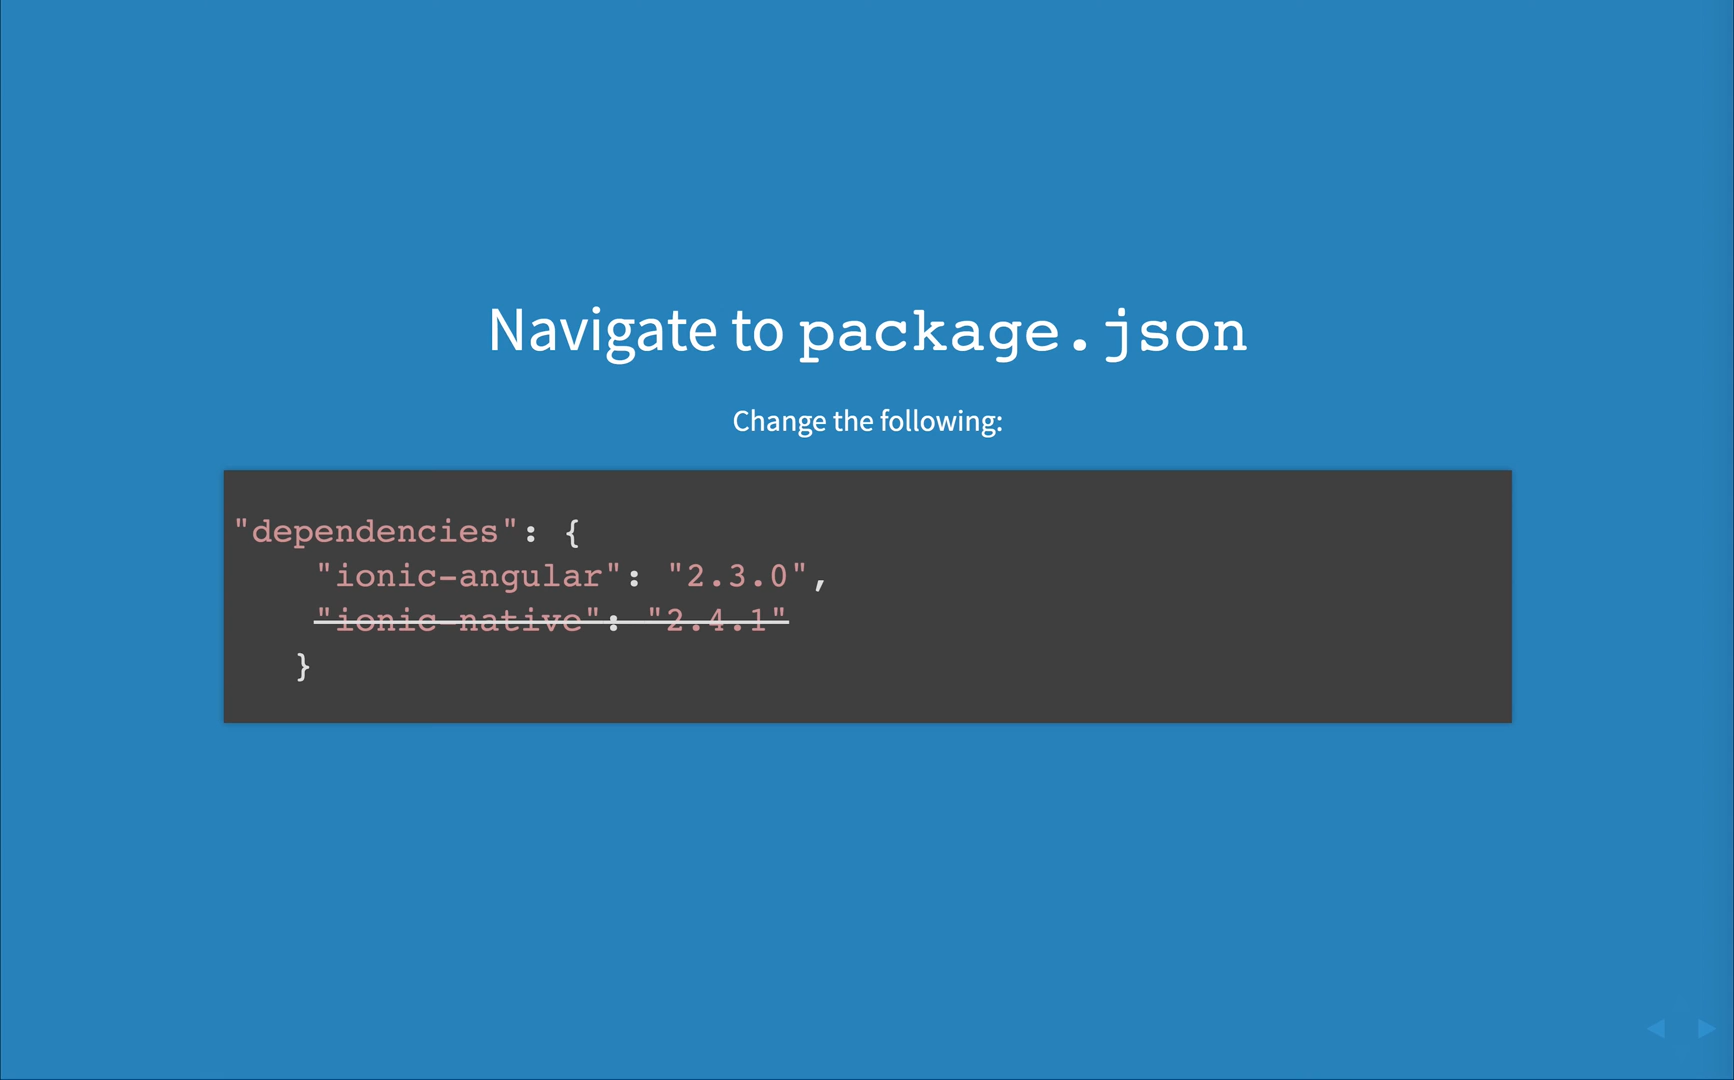 Navigate to package.json
Change the following:
"dependencies": {
"ionic-angular": "2.3.0",
"ionic-native": "2.4.1"
}